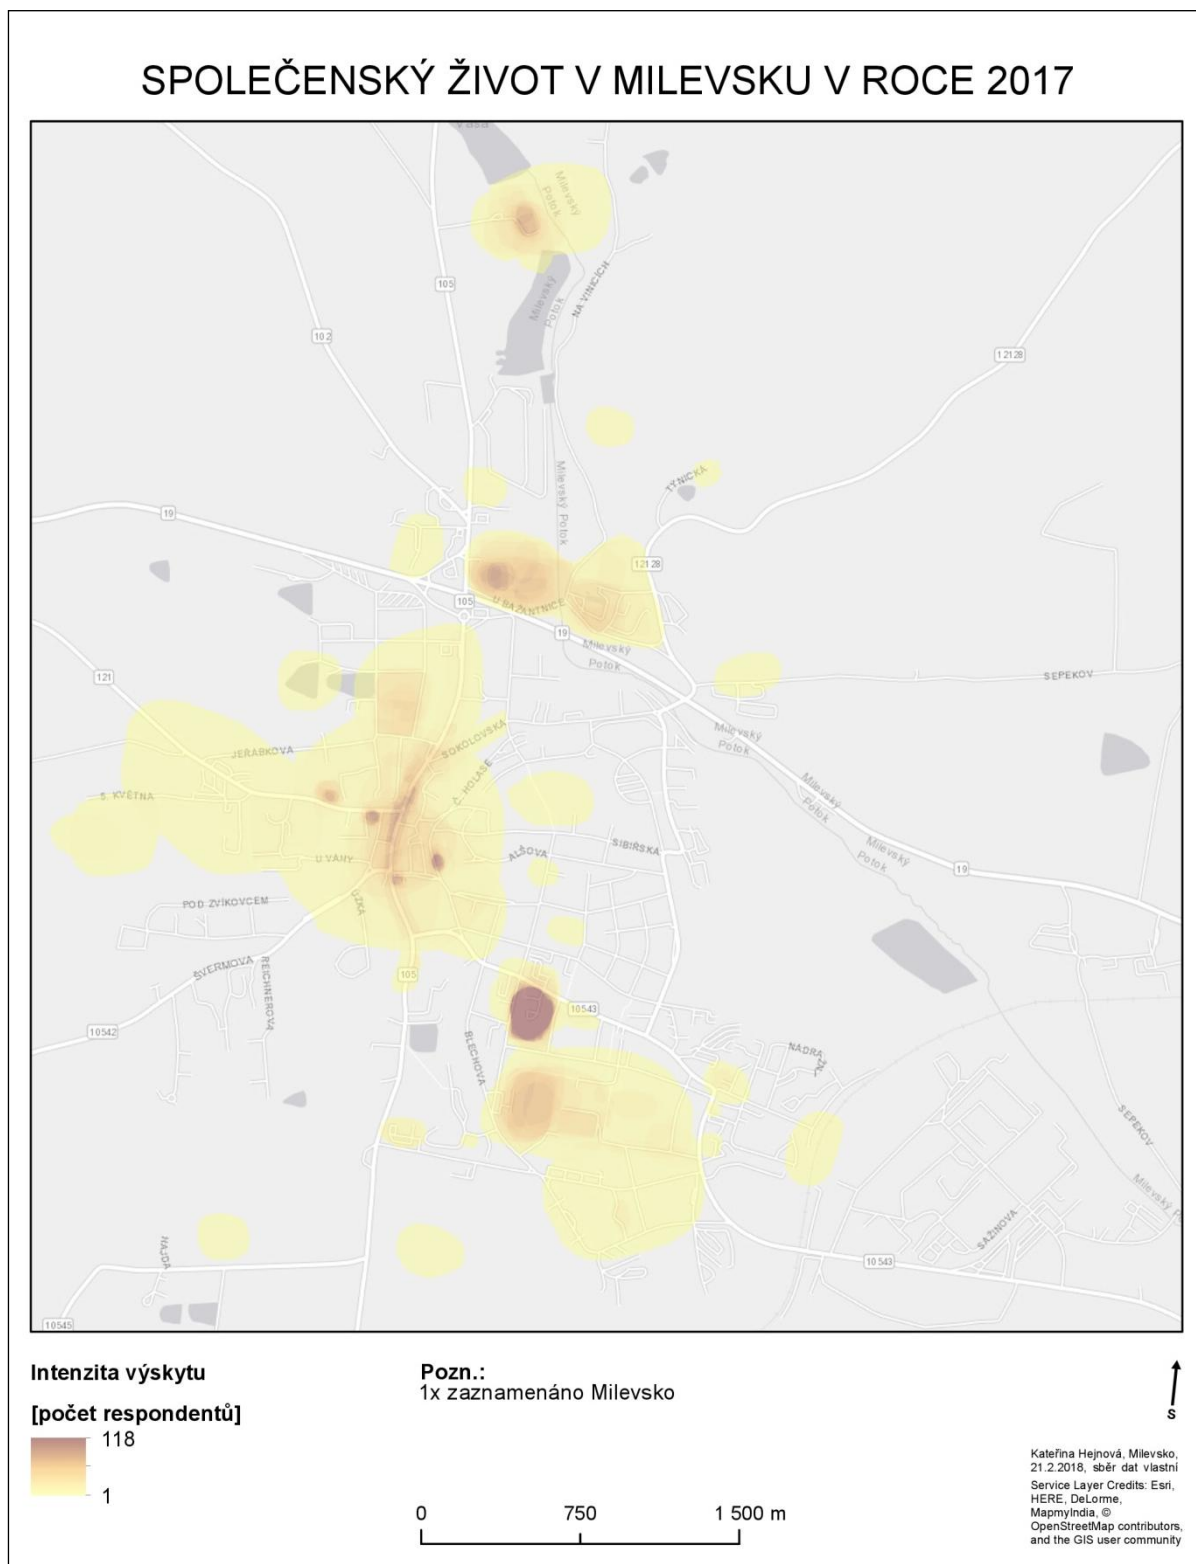 SPOLEČENSKÝ ŽIVOT V MILEVSKU V ROCE 2017
Váša
Milevský
Potok
105
102
Milevský
Potok
NA VINICÍCH
12128
TÝNICKÁ
Milevský Potok
19
12128
105
U BAŽANTNICE
19
Milevský
Potok
121
SEPEKOV
JEŘÁBKOVA
SOKOLOVSKÁ
Milevský
Potok
5. KVĚTNA
Č. HOLASE
Milevský
Potok
U VÁHY
ALŠOVA
SIBIŘSKÁ
Milevský
Potok
19
POD ZVÍKOVCEM
ŠVERMOVA
REICHNEROVA
105
10543
10542
BLECHOVA
NÁDRAŽNÍ
SEPEKOV
Milevský
HAJDA
SAŽINOVA
10543
10545
Intenzita výskytu
[počet respondentů]
118
1
Pozn.:
1x zaznamenáno Milevsko
0 750 1 500 m
S
Kateřina Hejnová, Milevsko,
21.2.2018, sběr dat vlastní
Service Layer Credits: Esri,
HERE, DeLorme,
MapmyIndia, ©
OpenStreetMap contributors,
and the GIS user community